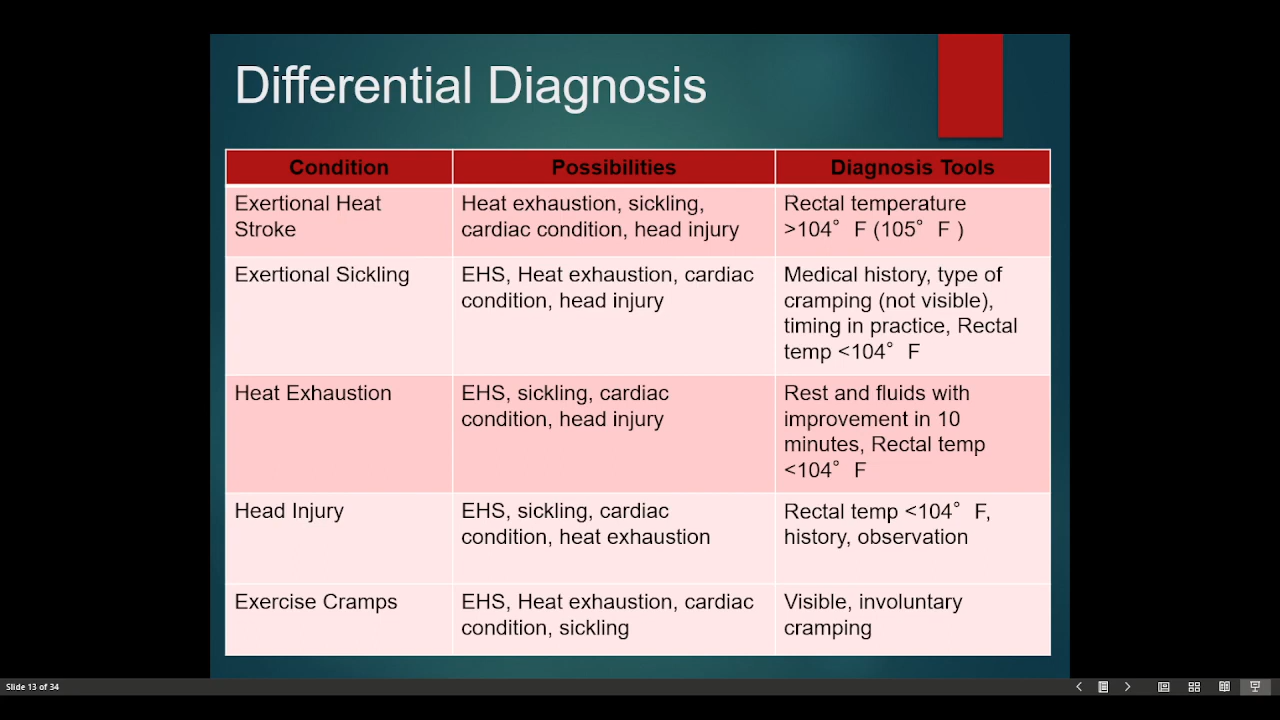 Differential Diagnosis
Condition
Possibilities
Diagnosis Tools
Exertional Heat
Stroke
Heat exhaustion, sickling,
cardiac condition, head injury
Rectal temperature
>104° F (105° F )
Exertional Sickling
EHS, Heat exhaustion, cardiac
condition, head injury
Medical history, type of
cramping (not visible),
timing in practice, Rectal
temp <104° F
Heat Exhaustion
EHS, sickling, cardiac
condition, head injury
Rest and fluids with
improvement in 10
minutes, Rectal temp
<104° F
Head Injury
EHS, sickling, cardiac
condition, heat exhaustion
Rectal temp <104° F,
history, observation
Exercise Cramps
EHS, Heat exhaustion, cardiac
condition, sickling
Visible, involuntary
cramping
Slide 13 of 34